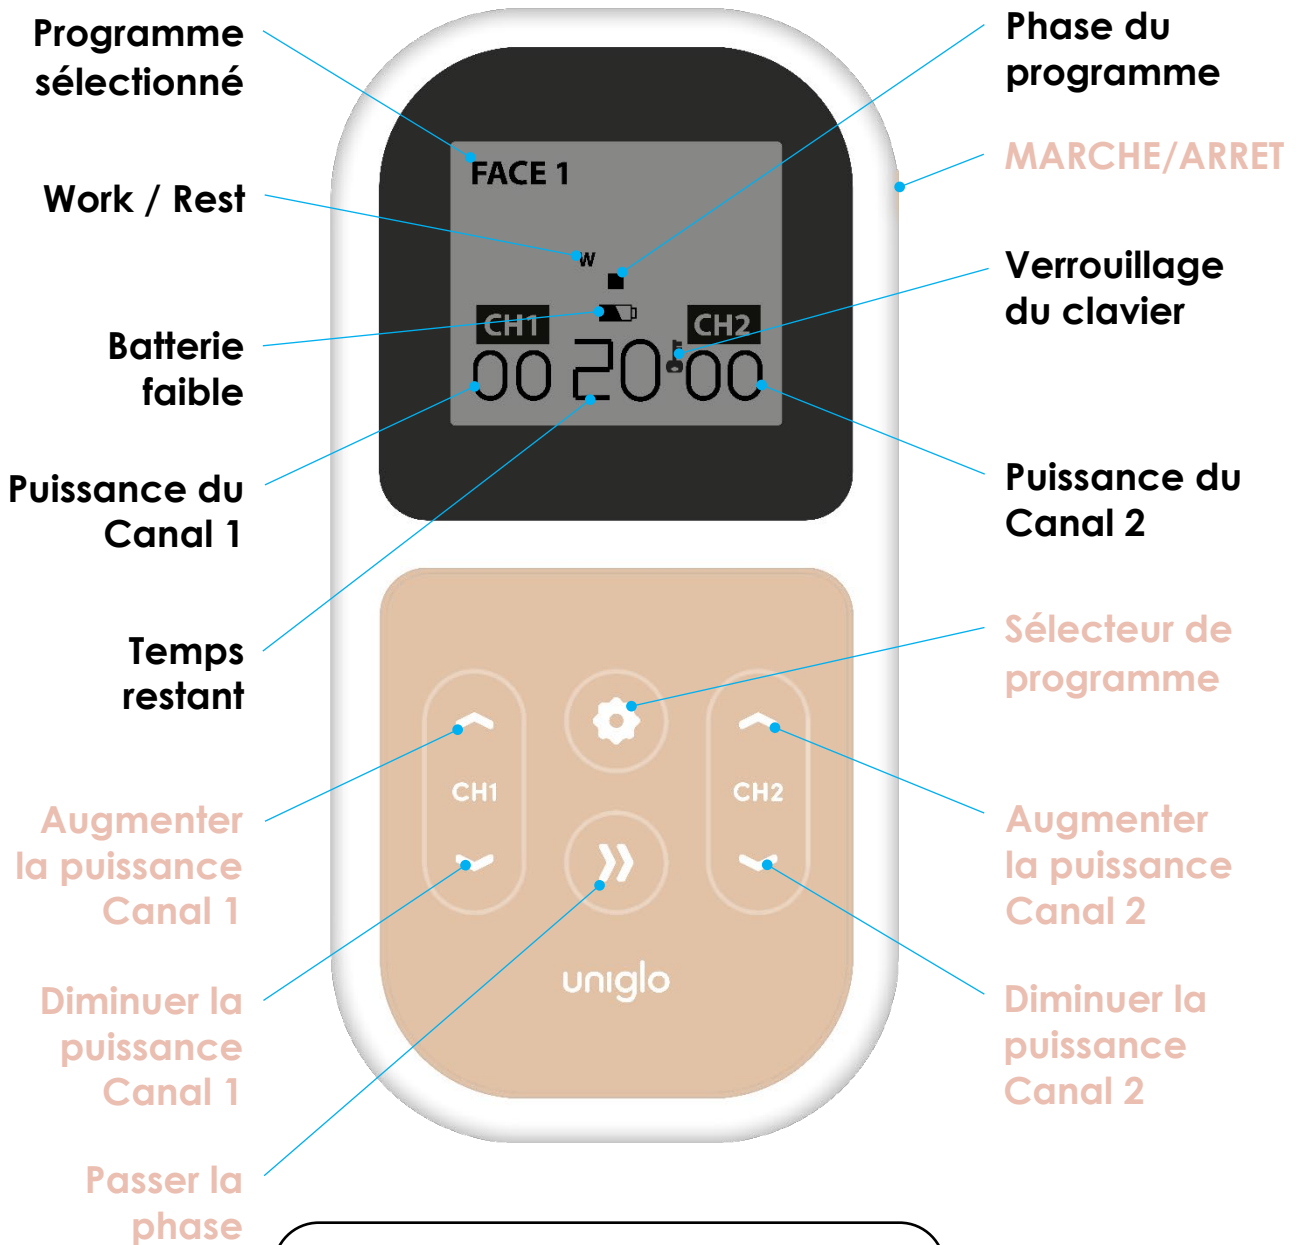 Programme
sélectionné
Work / Rest
Batterie
faible
Puissance du
Canal 1
Temps
restant
Augmenter
la puissance
Canal 1
Diminuer la
puissance
Canal 1
Passer la
phase
FACE 1
W
CH1
CH2
00
20
00
CH1
CH2
uniglo
Phase du
programme
MARCHE/ARRET
Verrouillage
du clavier
Puissance du
Canal 2
Sélecteur de
programme
Augmenter
la puissance
Canal 2
Diminuer la
puissance
Canal 2